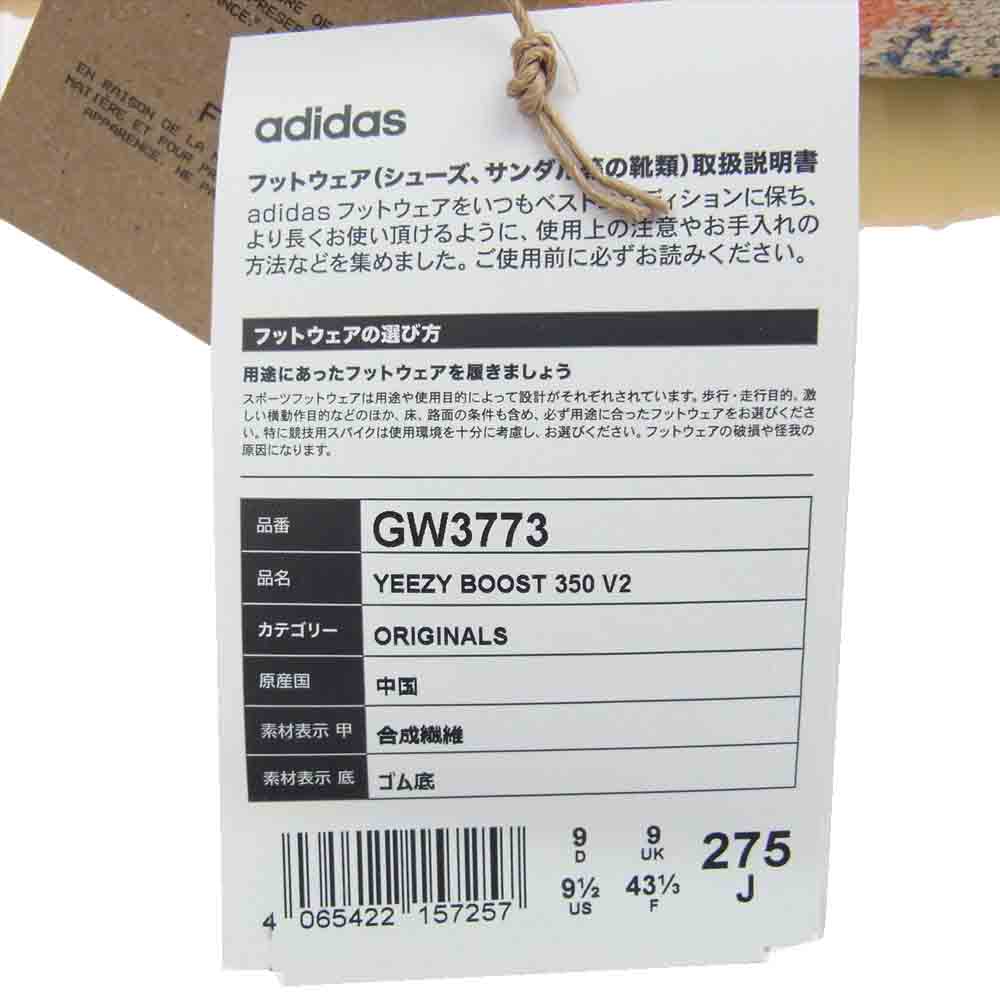 RE DE
PRESER
ANCE.
EN RAISON DE LA
MATIÈRE ET POUR
APPARENCE, NE PA
F
adidas
フットウェア(シューズ、サンダル等の靴類)取扱説明書
adidas フットウェアをいつもベストコンディションに保ち、
より長くお使い頂けるように、使用上の注意やお手入れの
方法などを集めました。ご使用前に必ずお読みください。
フットウェアの選び方
用途にあったフットウェアを履きましょう
スポーツフットウェアは用途や使用目的によって設計がそれぞれされています。歩行・走行目的、激
しい横動作目的などのほか、床、路面の条件も含め、必ず用途に合ったフットウェアをお選びくださ
い。特に競技用スパイクは使用環境を十分に考慮し、お選びください。フットウェアの破損や怪我の
原因になります。
品番 GW3773
品名 YEEZY BOOST 350 V2
カテゴリー ORIGINALS
原産国 中国
素材表示 甲 合成繊維
素材表示 底 ゴム底
9 9 275
D UK J
9½ 43⅓
US F
4 065422 157257